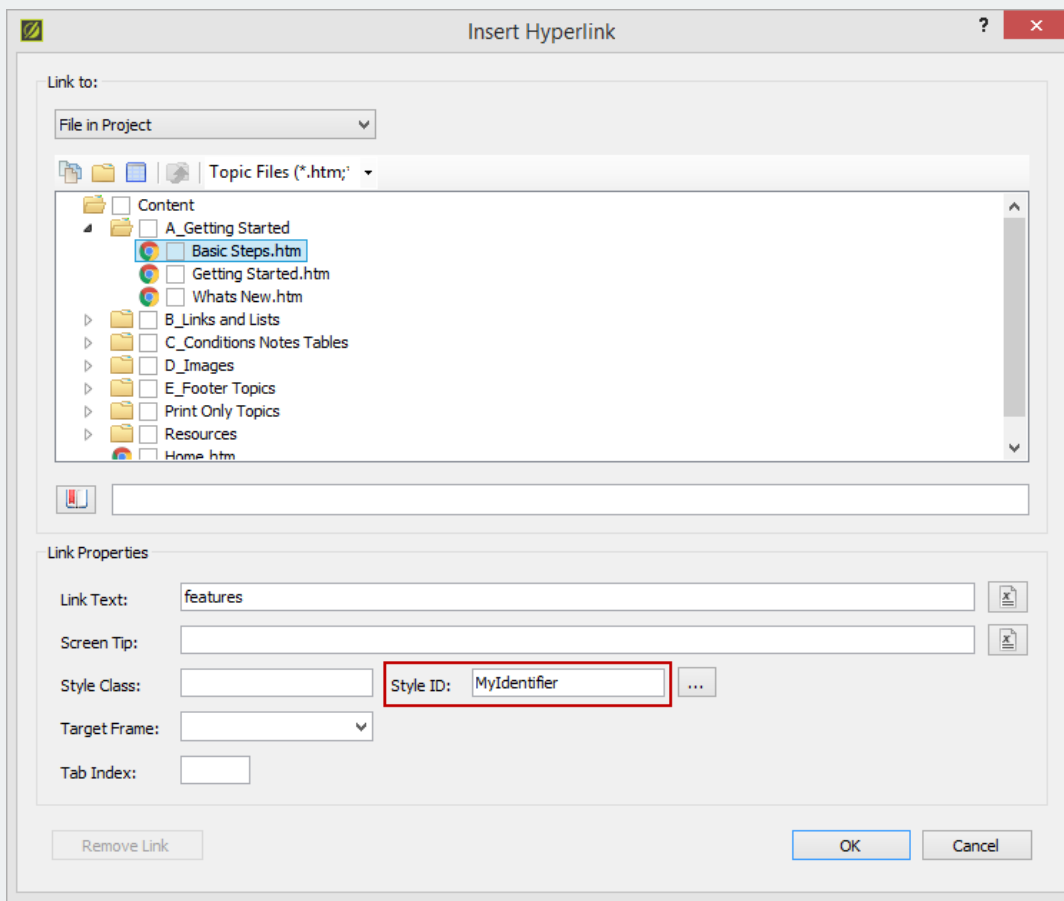 Insert Hyperlink ?
Link to:
File in Project
Topic Files (*.htm;*
Content
A_Getting Started
Basic Steps.htm
Getting Started.htm
Whats New.htm
B_Links and Lists
C_Conditions Notes Tables
D_Images
E_Footer Topics
Print Only Topics
Resources
Home.htm
Link Properties
Link Text: features
Screen Tip:
Style Class: Style ID: MyIdentifier ...
Target Frame:
Tab Index:
Remove Link OK Cancel